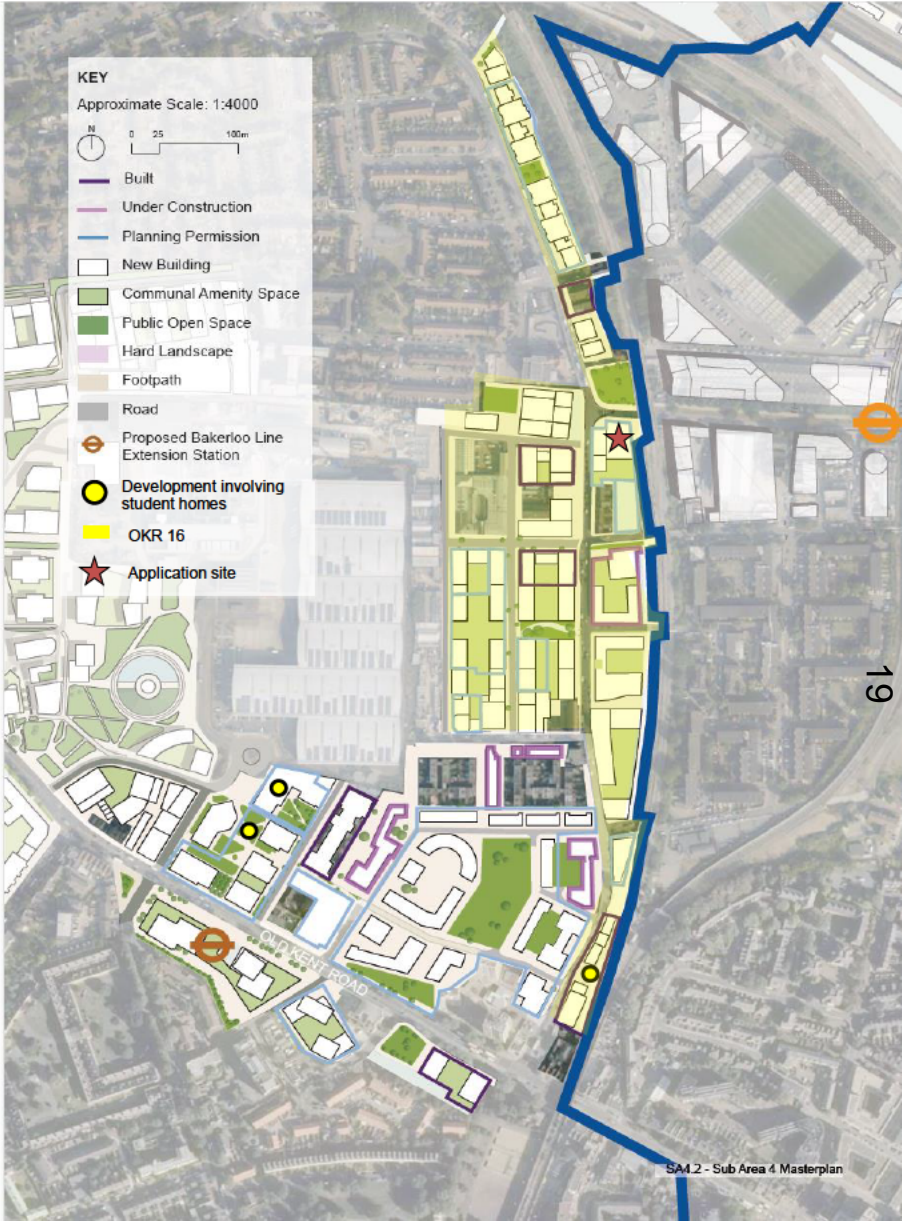 KEY
Approximate Scale: 1:4000
N
0 25 100m
Built
Under Construction
Planning Permission
New Building
Communal Amenity Space
Public Open Space
Hard Landscape
Footpath
Road
Proposed Bakerloo Line
Extension Station
Development involving
student homes
OKR 16
Application site
19
OLD KENT ROAD
SA4.2 - Sub Area 4 Masterplan